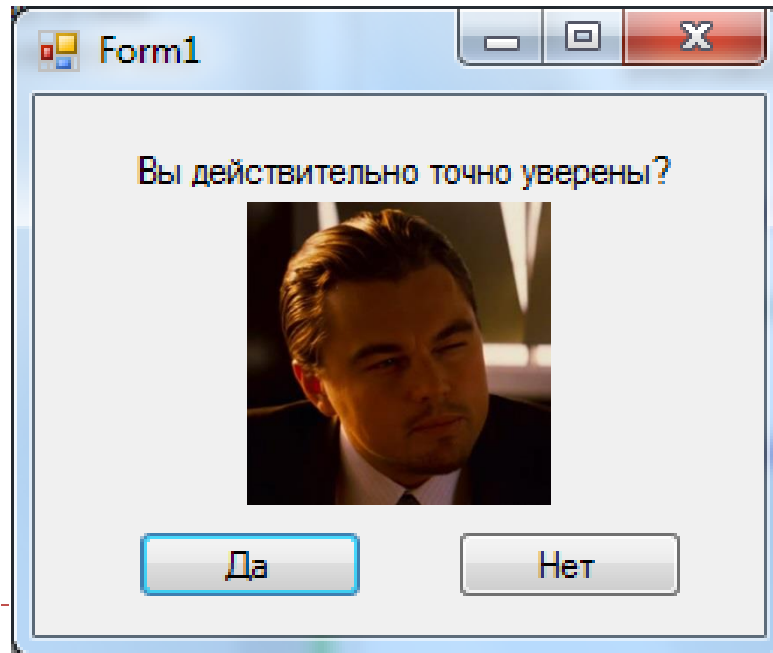 Form1
Вы действительно точно уверены?
Да
Нет